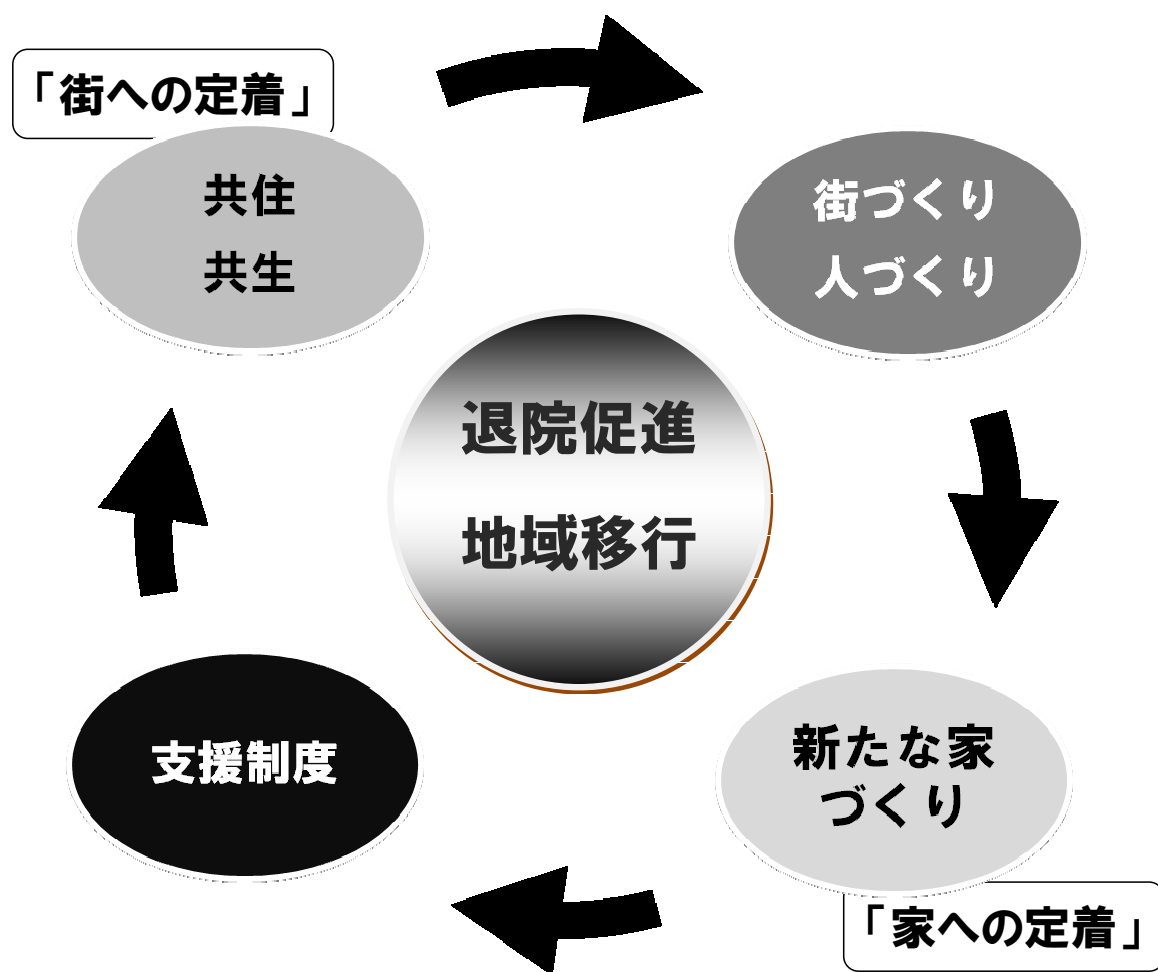 「街への定着」
共住
共生
街づくり
人づくり
退院促進
地域移行
支援制度
新たな家
づくり
「家への定着」